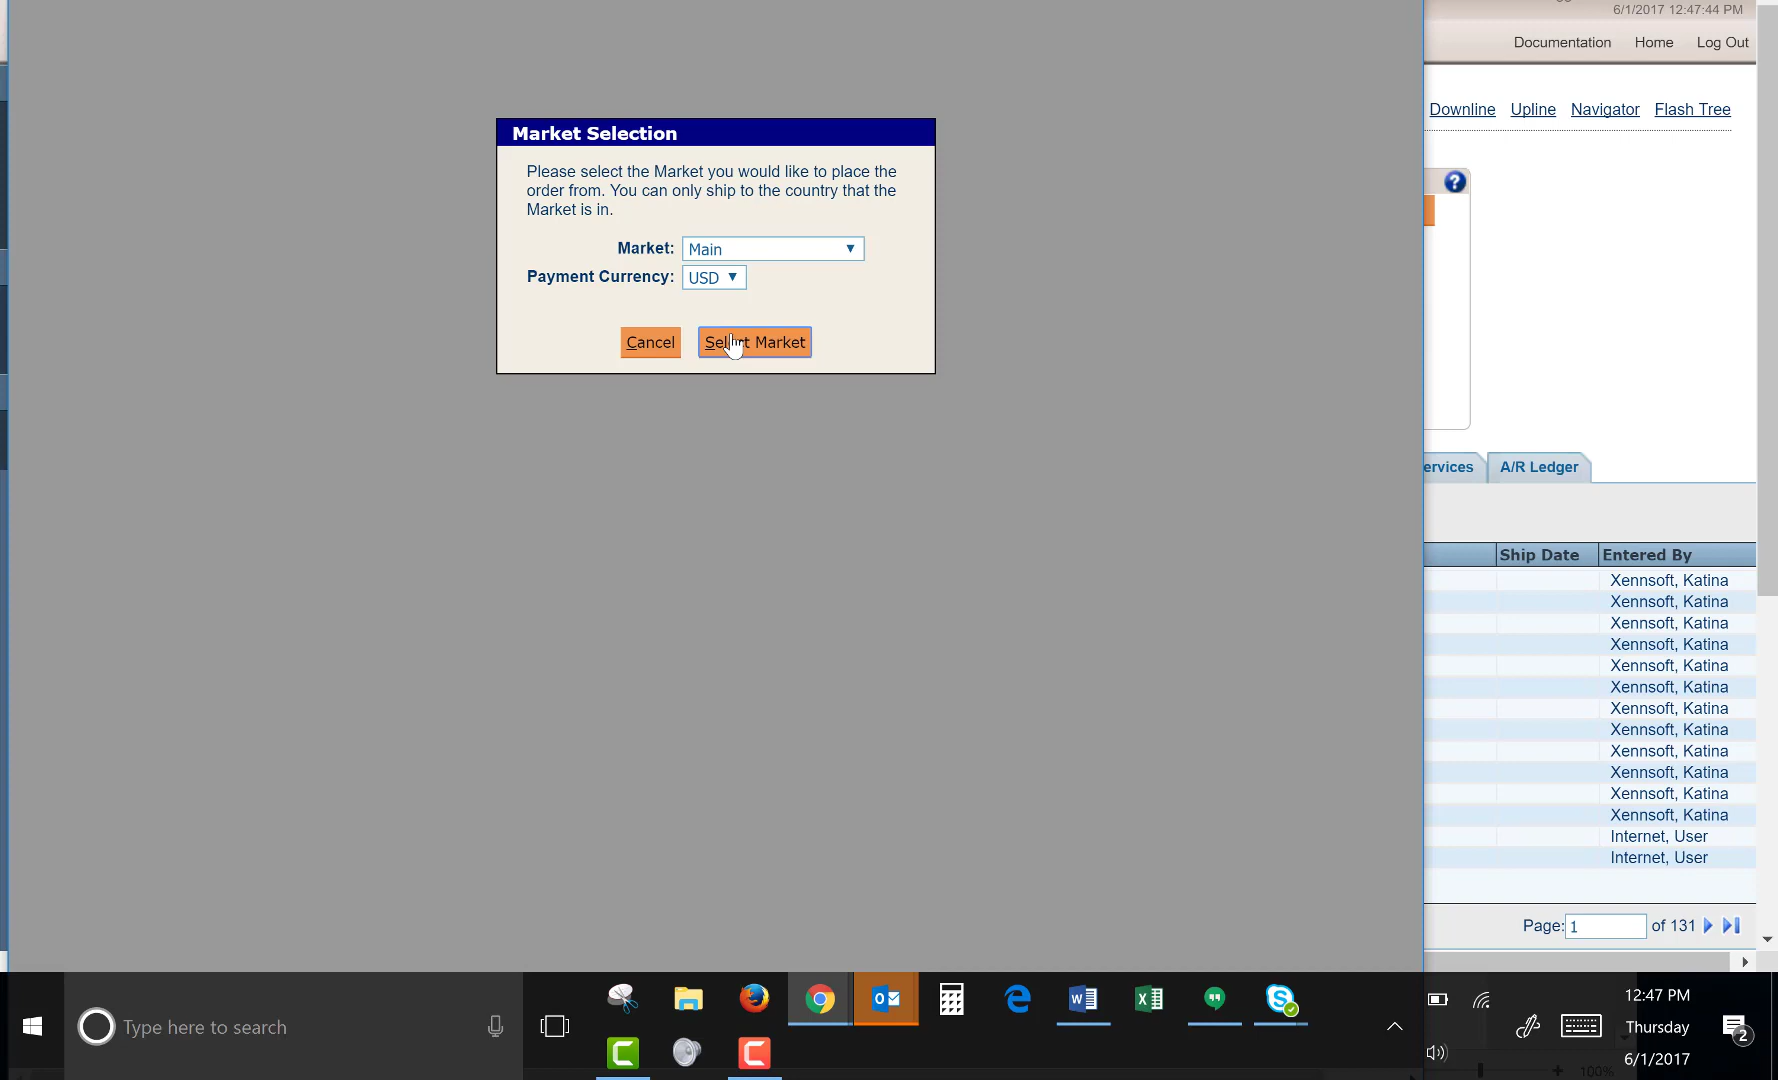 6/1/2017 12:47:44 PM
Documentation Home Log Out
Downline Upline Navigator Flash Tree
Market Selection
Please select the Market you would like to place the
order from. You can only ship to the country that the
Market is in.
Market: Main
Payment Currency: USD
Cancel Select Market
?
ervices A/R Ledger
Ship Date Entered By
Xennsoft, Katina
Xennsoft, Katina
Xennsoft, Katina
Xennsoft, Katina
Xennsoft, Katina
Xennsoft, Katina
Xennsoft, Katina
Xennsoft, Katina
Xennsoft, Katina
Xennsoft, Katina
Xennsoft, Katina
Xennsoft, Katina
Internet, User
Internet, User
Page: 1 of 131
Type here to search
12:47 PM
Thursday
6/1/2017
2
100%